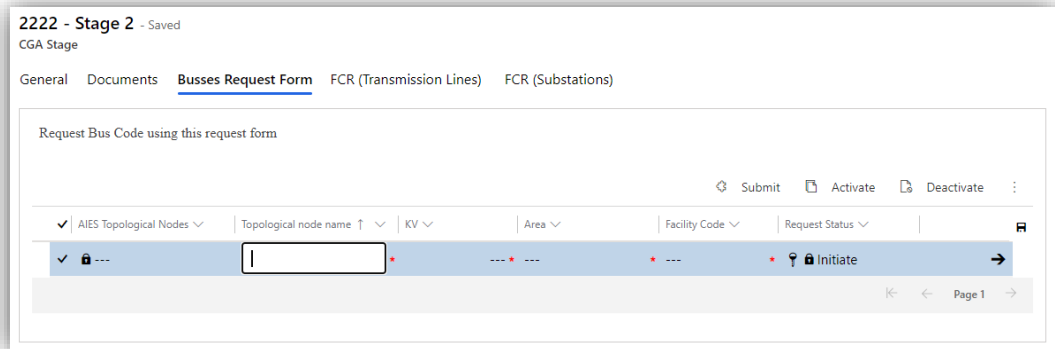 2222 - Stage 2 - Saved
CGA Stage
General Documents Busses Request Form FCR (Transmission Lines) FCR (Substations)
Request Bus Code using this request form
Submit Activate Deactivate
AIES Topological Nodes Topological node name ↑ KV Area Facility Code Request Status
--- * --- * --- * --- * Initiate
Page 1